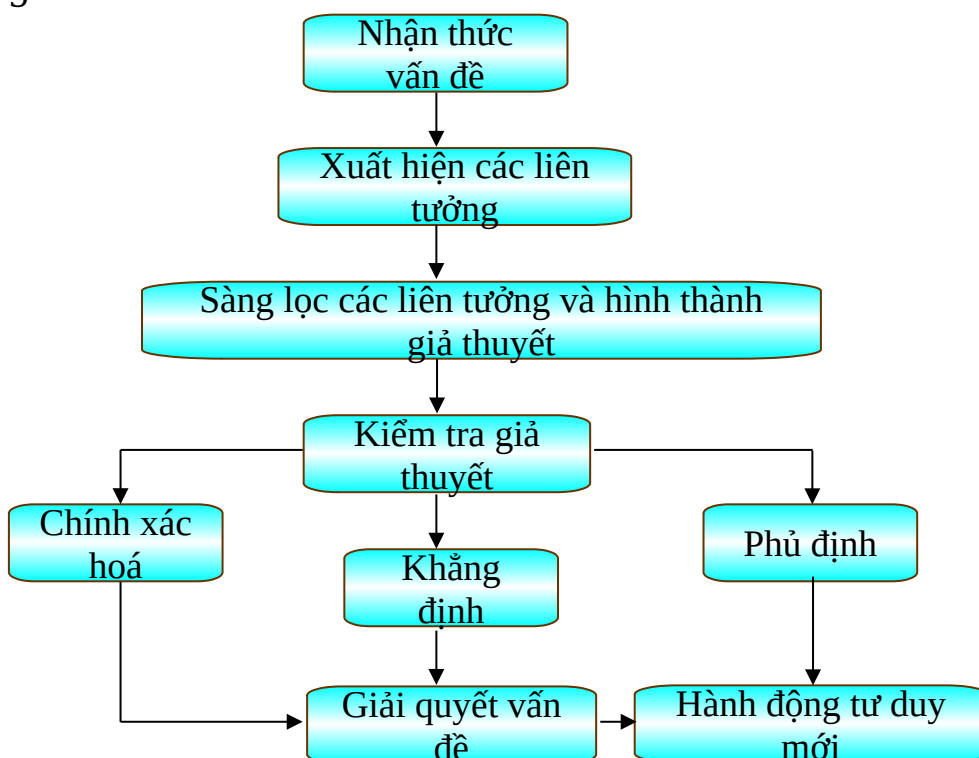 Nhận thức
vấn đề
Xuất hiện các liên
tưởng
Sàng lọc các liên tưởng và hình thành
giả thuyết
Kiểm tra giả
thuyết
Chính xác
hoá
Khẳng
định
Phủ định
Giải quyết vấn
đề
Hành động tư duy
mới